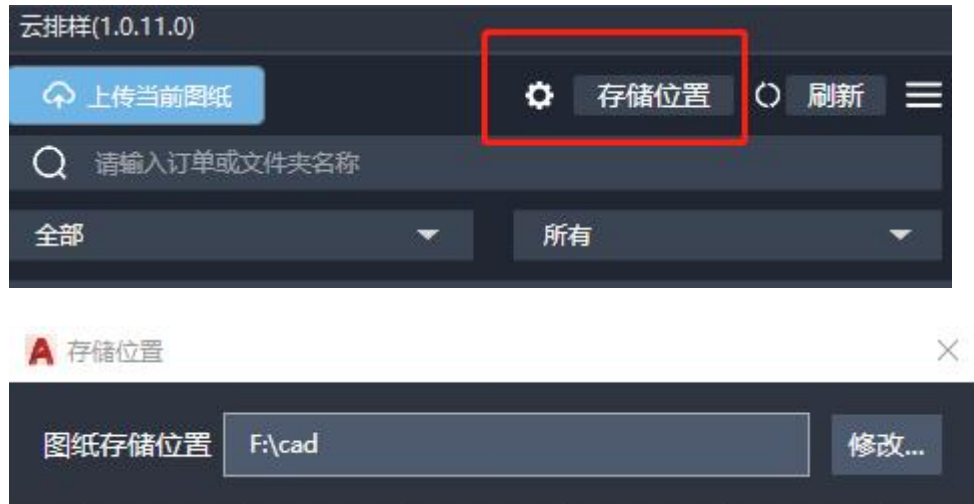 云排样(1.0.11.0)
上传当前图纸 存储位置 刷新
请输入订单或文件夹名称
全部 所有
存储位置
图纸存储位置 F:\cad 修改...